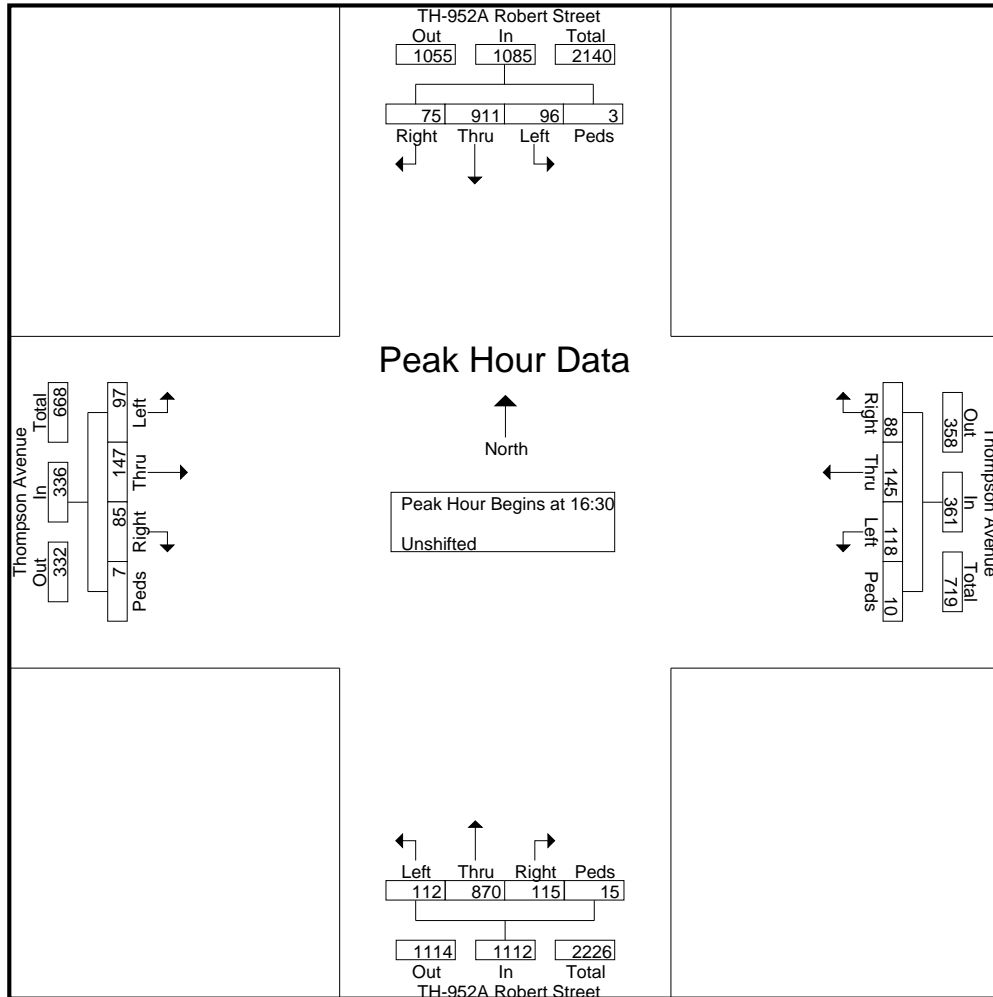 TH-952A Robert Street
Out In Total
1055 1085 2140
75 911 96 3
Right Thru Left Peds
Peak Hour Data
North
Peak Hour Begins at 16:30
Unshifted
Thompson Avenue
Total In Out
668 336 332
97 147 85 7
Left Thru Right Peds
Thompson Avenue
Out In Total
358 361 719
88 145 118 10
Right Thru Left Peds
Left Thru Right Peds
112 870 115 15
1114 1112 2226
Out In Total
TH-952A Robert Street